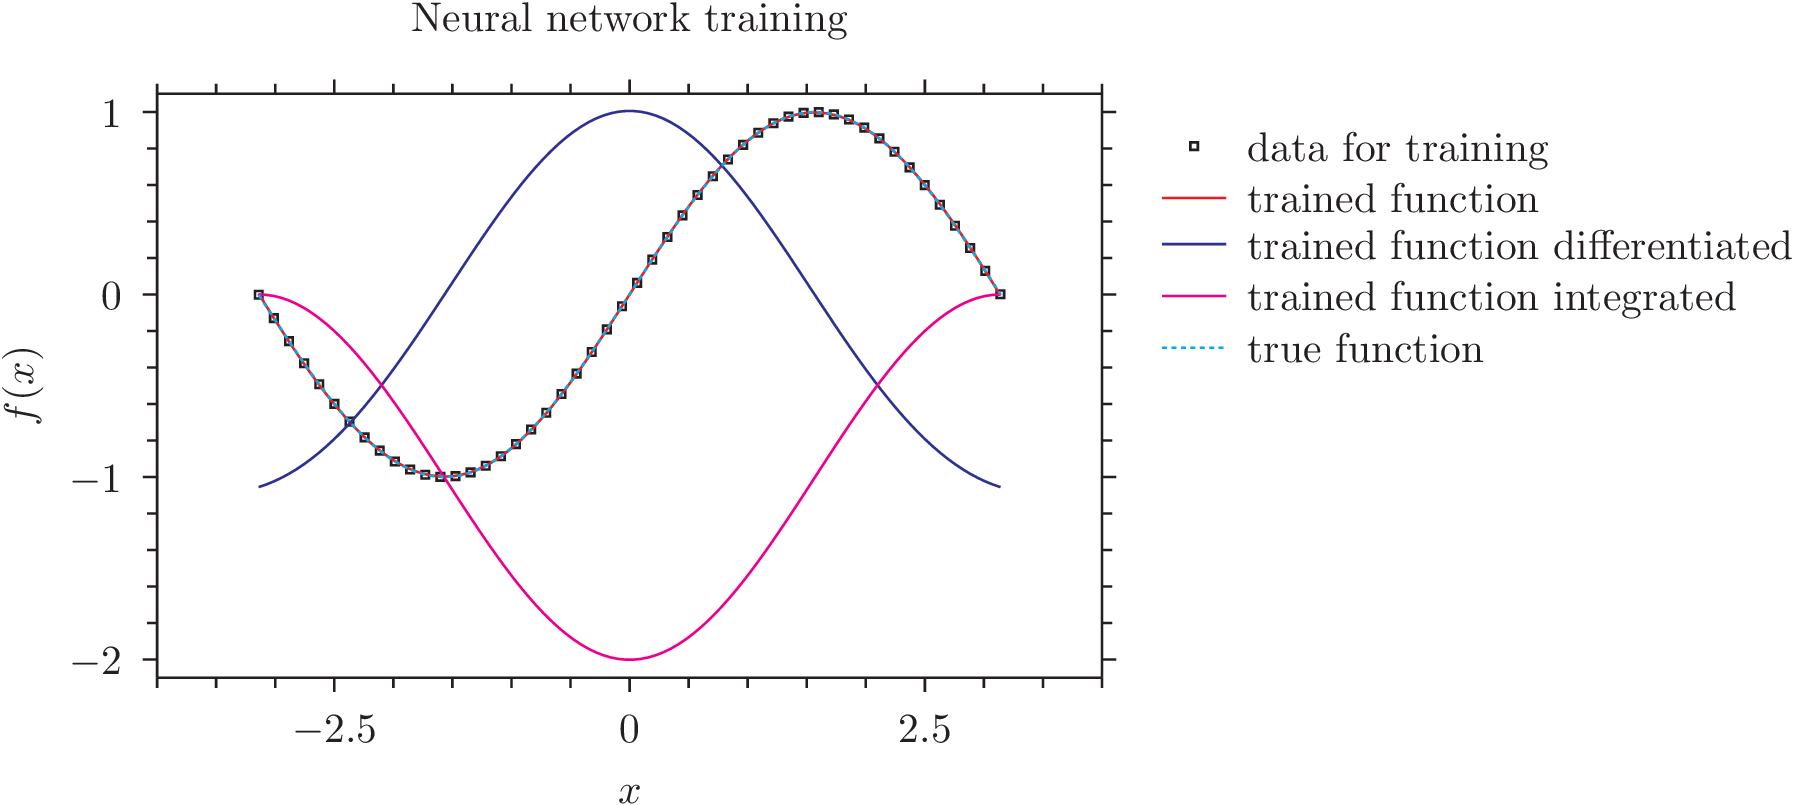 Neural network training
1
0
−1
−2
f(x)
−2.5 0 2.5
x
data for training
trained function
trained function differentiated
trained function integrated
true function